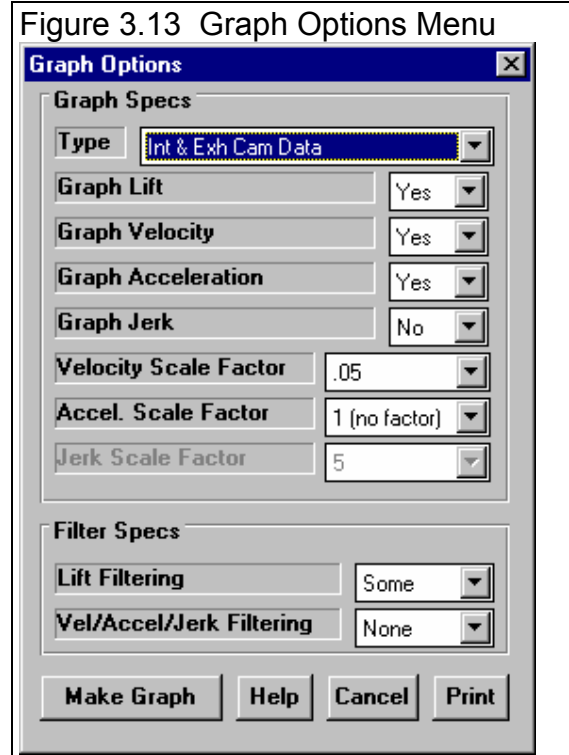 Figure 3.13 Graph Options Menu
Graph Options
Graph Specs
Type Int & Exh Cam Data
Graph Lift Yes
Graph Velocity Yes
Graph Acceleration Yes
Graph Jerk No
Velocity Scale Factor .05
Accel. Scale Factor 1 (no factor)
Jerk Scale Factor 5
Filter Specs
Lift Filtering Some
Vel/Accel/Jerk Filtering None
Make Graph Help Cancel Print